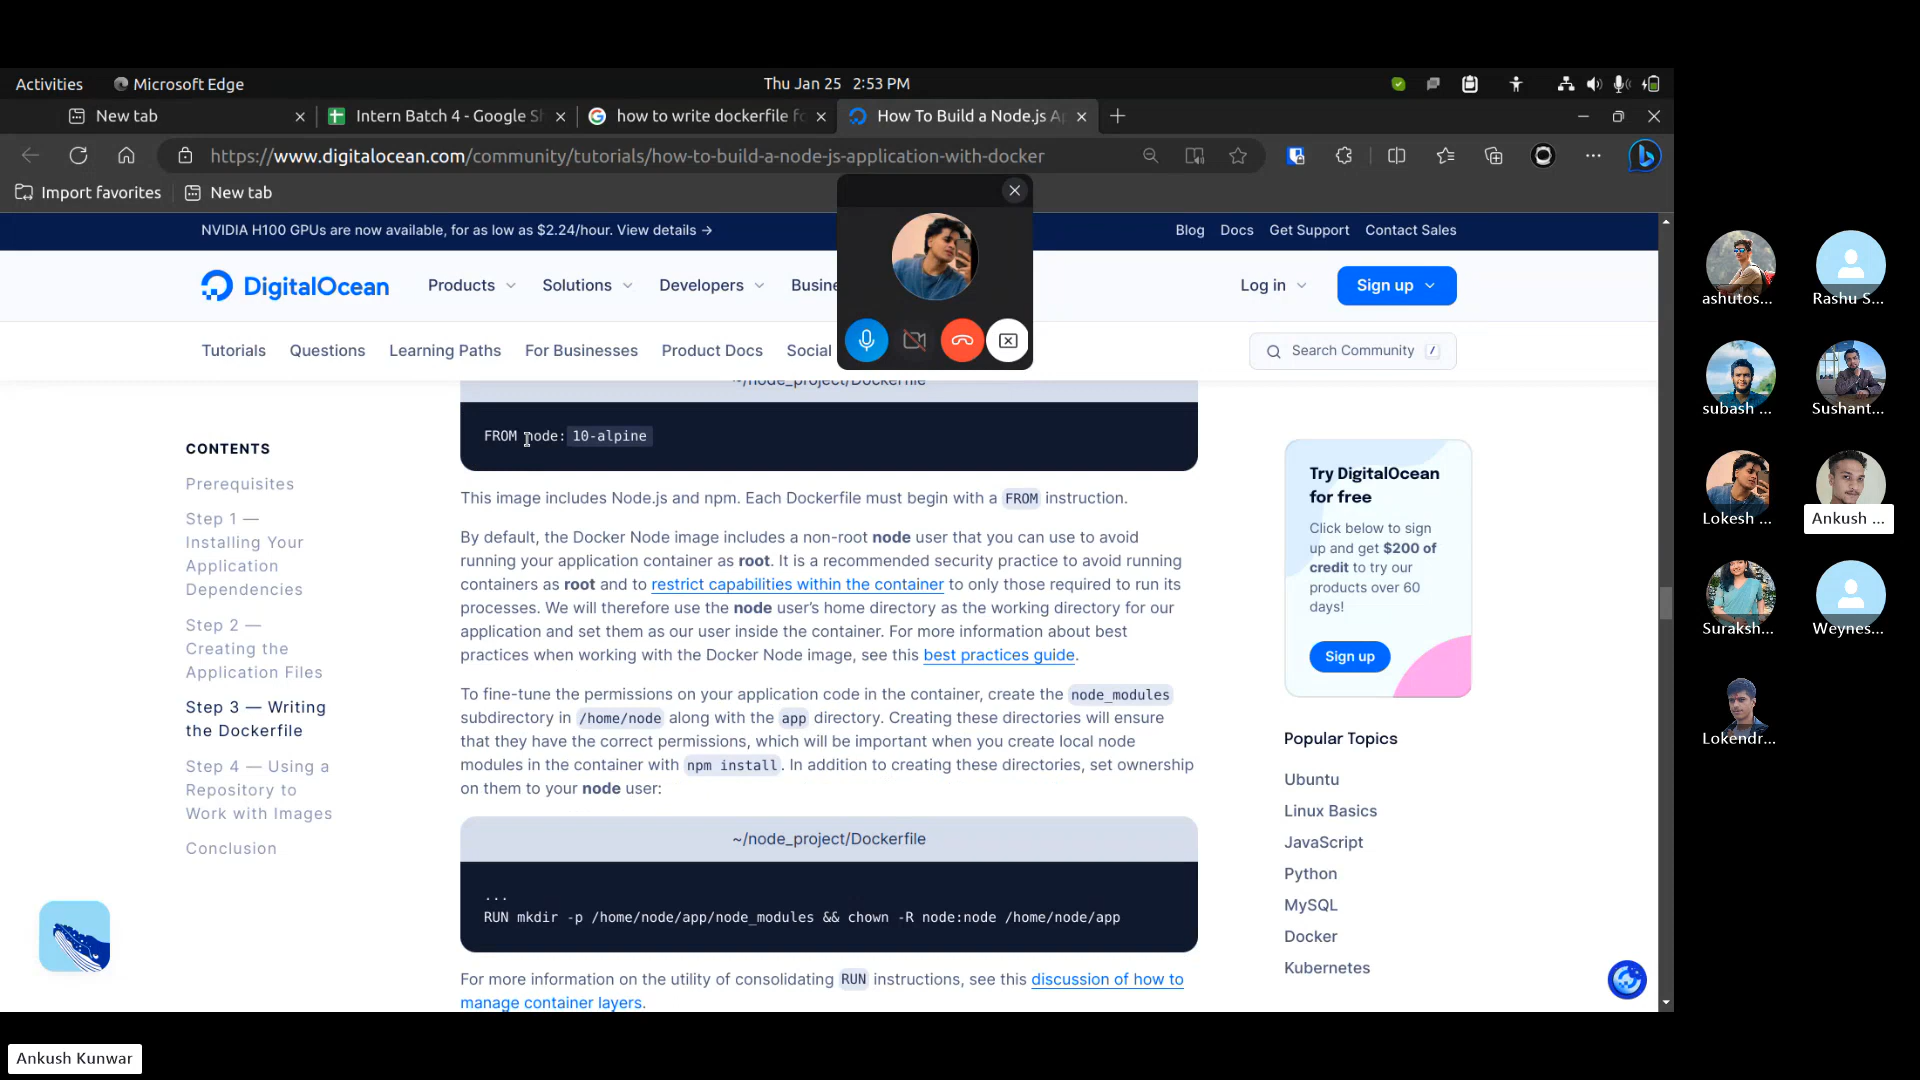 Activities
Microsoft Edge
Thu Jan 25 2:53 PM
New tab
Intern Batch 4 - Google Sh
how to write dockerfile fo
How To Build a Node.js A
https://www.digitalocean.com/community/tutorials/how-to-build-a-node-js-application-with-docker
Import favorites
New tab
NVIDIA H100 GPUs are now available, for as low as $2.24/hour. View details →
Blog
Docs
Get Support
Contact Sales
DigitalOcean
Products
Solutions
Developers
Busine
Log in
Sign up
Tutorials
Questions
Learning Paths
For Businesses
Product Docs
Social
Search Community /
CONTENTS
Prerequisites
Step 1 —
Installing Your
Application
Dependencies
Step 2 —
Creating the
Application Files
Step 3 — Writing
the Dockerfile
Step 4 — Using a
Repository to
Work with Images
Conclusion
~/node_project/Dockerfile
FROM node:10-alpine
This image includes Node.js and npm. Each Dockerfile must begin with a FROM instruction.
By default, the Docker Node image includes a non-root node user that you can use to avoid
running your application container as root. It is a recommended security practice to avoid running
containers as root and to restrict capabilities within the container to only those required to run its
processes. We will therefore use the node user’s home directory as the working directory for our
application and set them as our user inside the container. For more information about best
practices when working with the Docker Node image, see this best practices guide.
To fine-tune the permissions on your application code in the container, create the node_modules
subdirectory in /home/node along with the app directory. Creating these directories will ensure
that they have the correct permissions, which will be important when you create local node
modules in the container with npm install. In addition to creating these directories, set ownership
on them to your node user:
~/node_project/Dockerfile
...
RUN mkdir -p /home/node/app/node_modules && chown -R node:node /home/node/app
For more information on the utility of consolidating RUN instructions, see this discussion of how to
manage container layers.
Try DigitalOcean
for free
Click below to sign
up and get $200 of
credit to try our
products over 60
days!
Sign up
Popular Topics
Ubuntu
Linux Basics
JavaScript
Python
MySQL
Docker
Kubernetes
ashutos...
Rashu S...
subash ...
Sushant...
Lokesh ...
Ankush ...
Suraksh...
Weynes...
Lokendr...
Ankush Kunwar